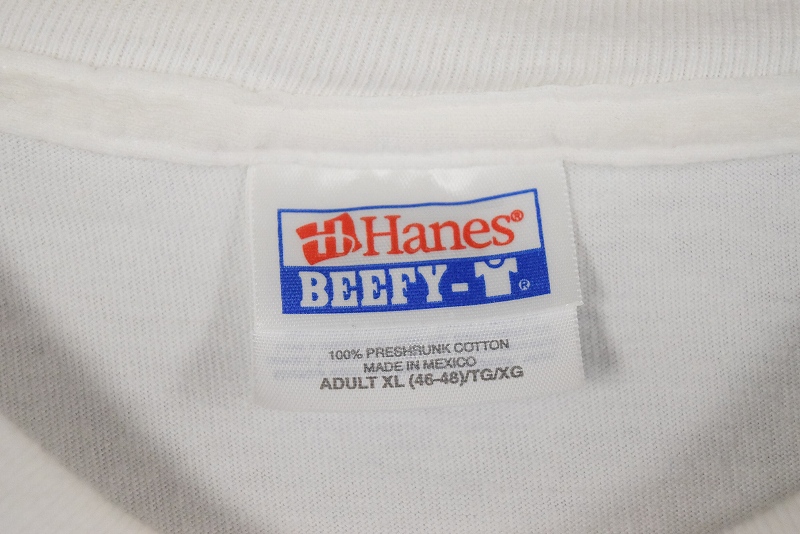 Hanes®
BEEFY-T®
100% PRESHRUNK COTTON
MADE IN MEXICO
ADULT XL (46-48)/TG/XG